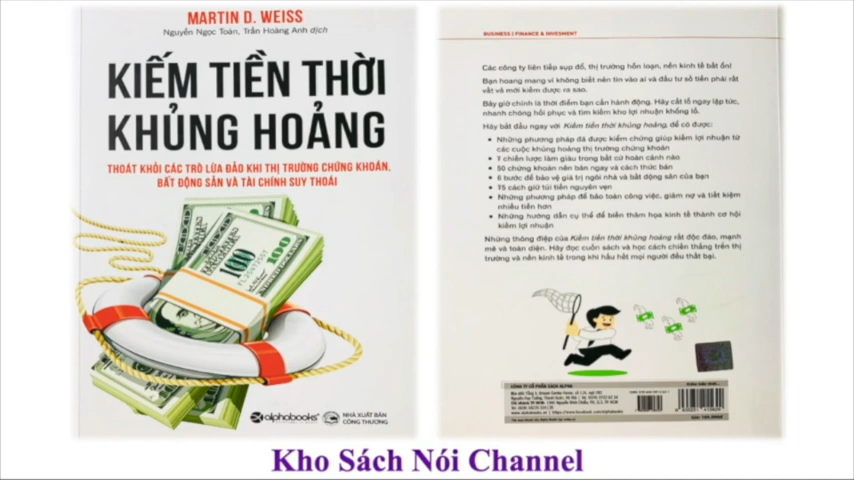 MARTIN D. WEISS
Nguyễn Ngọc Toàn, Trần Hoàng Anh dịch
KIẾM TIỀN THỜI
KHỦNG HOẢNG
THOÁT KHỎI CÁC TRÒ LỪA ĐẢO KHI THỊ TRƯỜNG CHỨNG KHOÁN,
BẤT ĐỘNG SẢN VÀ TÀI CHÍNH SUY THOÁI
100
100
alphabooks
NHÀ XUẤT BẢN
CÔNG THƯƠNG
BUSINESS | FINANCE & INVESMENT
Các công ty liên tiếp sụp đổ, thị trường hỗn loạn, nền kinh tế bất ổn!
Bạn hoang mang vì không biết nên tin vào ai và đầu tư số tiền phải rất
vất vả mới kiếm được ra sao.
Bây giờ chính là thời điểm bạn cần hành động. Hãy cắt lỗ ngay lập tức,
nhanh chóng hồi phục và tìm kiếm kho lợi nhuận khổng lồ.
Hãy bắt đầu ngay với Kiếm tiền thời khủng hoảng, để có được:
• Những phương pháp đã được kiểm chứng giúp kiếm lợi nhuận từ
các cuộc khủng hoảng thị trường chứng khoán
• 7 chiến lược làm giàu trong bất cứ hoàn cảnh nào
• 50 chứng khoán nên bán ngay và cách thức bán
• 6 bước để bảo vệ giá trị ngôi nhà và bất động sản của bạn
• 15 cách giữ túi tiền nguyên vẹn
• Những phương pháp để bảo toàn công việc, giảm nợ và tiết kiệm
nhiều tiền hơn
• Những hướng dẫn cụ thể để biến thảm họa kinh tế thành cơ hội
kiếm lợi nhuận
Những thông điệp của Kiếm tiền thời khủng hoảng rất độc đáo, mạnh
mẽ và toàn diện. Hãy đọc cuốn sách và học cách chiến thắng trên thị
trường và nền kinh tế trong khi hầu hết mọi người đều thất bại.
CÔNG TY CỔ PHẦN SÁCH ALPHA
Kho Sách Nói Channel